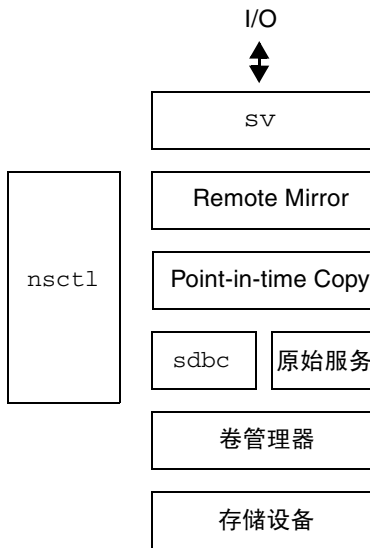 I/O
sv
Remote Mirror
nsctl
Point-in-time Copy
sdbc
原始服务
卷管理器
存储设备